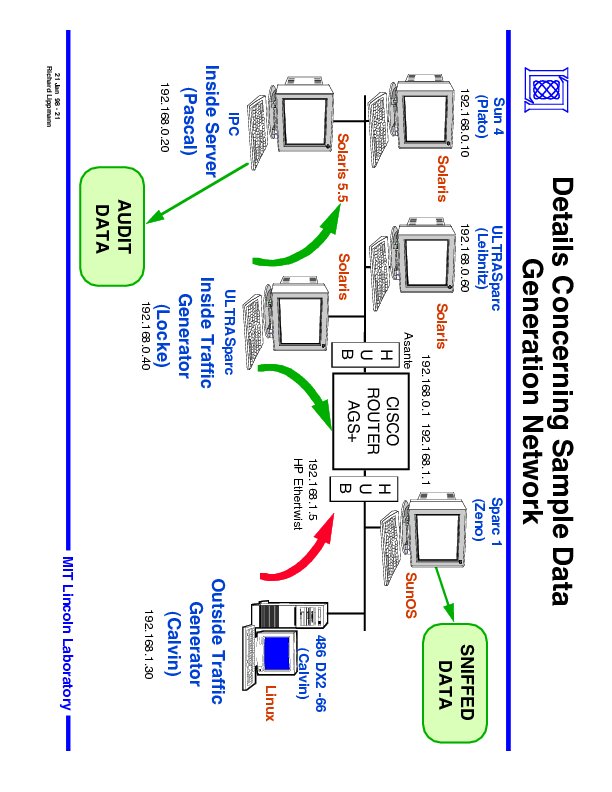 Details Concerning Sample Data
Generation Network
Sun 4
(Plato)
192.168.0.10
Solaris
ULTRASparc
(Leibnitz)
192.168.0.60
Solaris
Sparc 1
(Zeno)
SunOS
SNIFFED
DATA
192.168.0.1 192.168.1.1
Asante
H
U
B
CISCO
ROUTER
AGS+
H
U
B
192.168.1.5
HP Ethertwist
Solaris 5.5
IPC
Inside Server
(Pascal)
192.168.0.20
Solaris
ULTRASparc
Inside Traffic
Generator
(Locke)
192.168.0.40
486 DX2 -66
(Calvin)
Linux
Outside Traffic
Generator
(Calvin)
192.168.1.30
AUDIT
DATA
MIT Lincoln Laboratory
21 Jan 98 - 21
Richard Lippmann